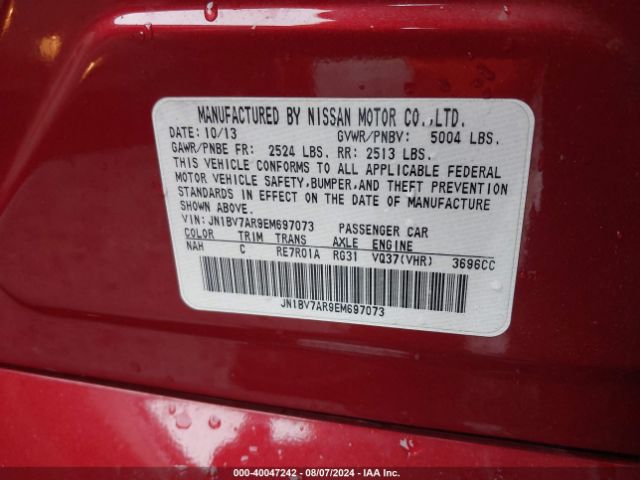 MANUFACTURED BY NISSAN MOTOR CO.,LTD.
DATE: 10/13 GVWR/PNBV: 5004 LBS.
GAWR/PNBE FR: 2524 LBS. RR: 2513 LBS.
THIS VEHICLE CONFORMS TO ALL APPLICABLE FEDERAL
MOTOR VEHICLE SAFETY,BUMPER,AND THEFT PREVENTION
STANDARDS IN EFFECT ON THE DATE OF MANUFACTURE
SHOWN ABOVE.
VIN: JN1BV7AR9EM697073 PASSENGER CAR
COLOR TRIM TRANS AXLE ENGINE
NAH C RE7R01A RG31 VQ37(VHR) 3696CC
JN1BV7AR9EM697073
000-40047242 - 08/07/2024 - IAA Inc.